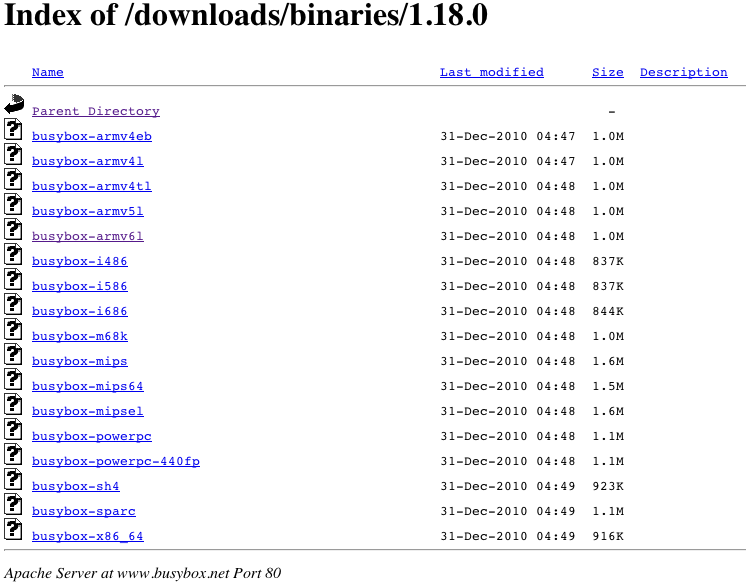 Index of /downloads/binaries/1.18.0
Name Last modified Size Description
Parent Directory -
busybox-armv4eb 31-Dec-2010 04:47 1.0M
busybox-armv4l 31-Dec-2010 04:47 1.0M
busybox-armv4tl 31-Dec-2010 04:48 1.0M
busybox-armv5l 31-Dec-2010 04:48 1.0M
busybox-armv6l 31-Dec-2010 04:48 1.0M
busybox-i486 31-Dec-2010 04:48 837K
busybox-i586 31-Dec-2010 04:48 837K
busybox-i686 31-Dec-2010 04:48 844K
busybox-m68k 31-Dec-2010 04:48 1.0M
busybox-mips 31-Dec-2010 04:48 1.6M
busybox-mips64 31-Dec-2010 04:48 1.5M
busybox-mipsel 31-Dec-2010 04:48 1.6M
busybox-powerpc 31-Dec-2010 04:48 1.1M
busybox-powerpc-440fp 31-Dec-2010 04:48 1.1M
busybox-sh4 31-Dec-2010 04:49 923K
busybox-sparc 31-Dec-2010 04:49 1.1M
busybox-x86_64 31-Dec-2010 04:49 916K
Apache Server at www.busybox.net Port 80